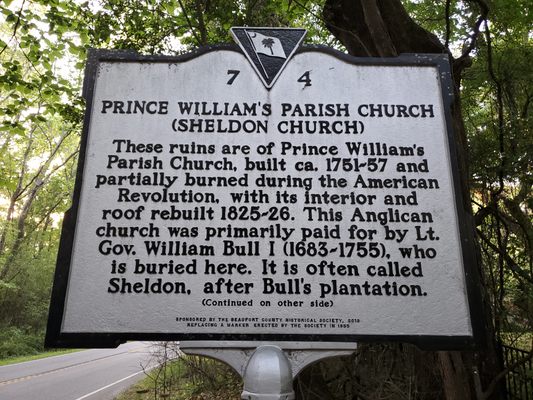 7 4
PRINCE WILLIAM'S PARISH CHURCH
(SHELDON CHURCH)
These ruins are of Prince William's
Parish Church, built ca. 1751-57 and
partially burned during the American
Revolution, with its interior and
roof rebuilt 1825-26. This Anglican
church was primarily paid for by Lt.
Gov. William Bull I (1683-1755), who
is buried here. It is often called
Sheldon, after Bull's plantation.
(Continued on other side)
SPONSORED BY THE BEAUFORT COUNTY HISTORICAL SOCIETY, 2013
REPLACING A MARKER ERECTED BY THE SOCIETY IN 1955